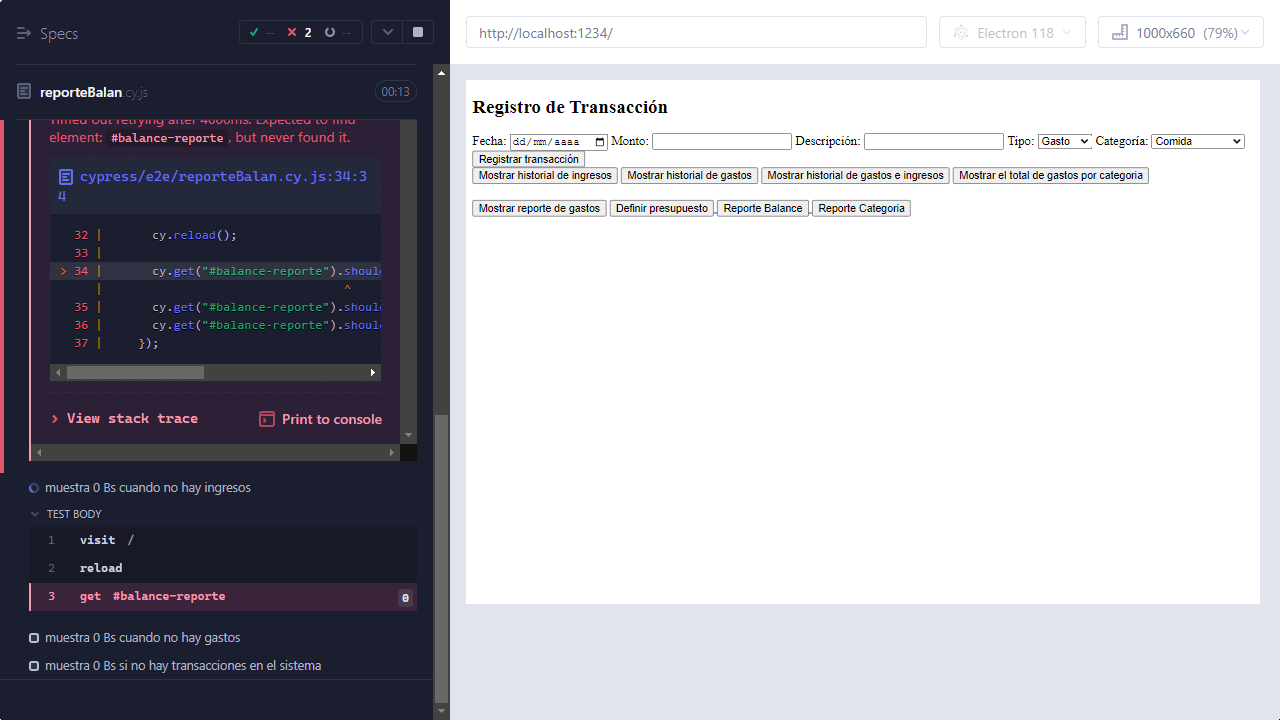 Specs
-- 2 --
reporteBalan.cy.js
00:13
Timed out retrying after 4000ms: Expected to find
element: #balance-reporte, but never found it.
cypress/e2e/reporteBalan.cy.js:34:3
4
32 | cy.reload();
33 |
> 34 | cy.get("#balance-reporte").should
| ^
35 | cy.get("#balance-reporte").should
36 | cy.get("#balance-reporte").should
37 | });
> View stack trace
Print to console
muestra 0 Bs cuando no hay ingresos
TEST BODY
1 visit /
2 reload
3 get #balance-reporte 0
muestra 0 Bs cuando no hay gastos
muestra 0 Bs si no hay transacciones en el sistema
http://localhost:1234/
Electron 118
1000x660 (79%)
Registro de Transacción
Fecha: dd/mm/aaaa Monto: Descripción: Tipo: Gasto Categoría: Comida
Registrar transacción
Mostrar historial de ingresos Mostrar historial de gastos Mostrar historial de gastos e ingresos Mostrar el total de gastos por categoria
Mostrar reporte de gastos Definir presupuesto Reporte Balance Reporte Categoria